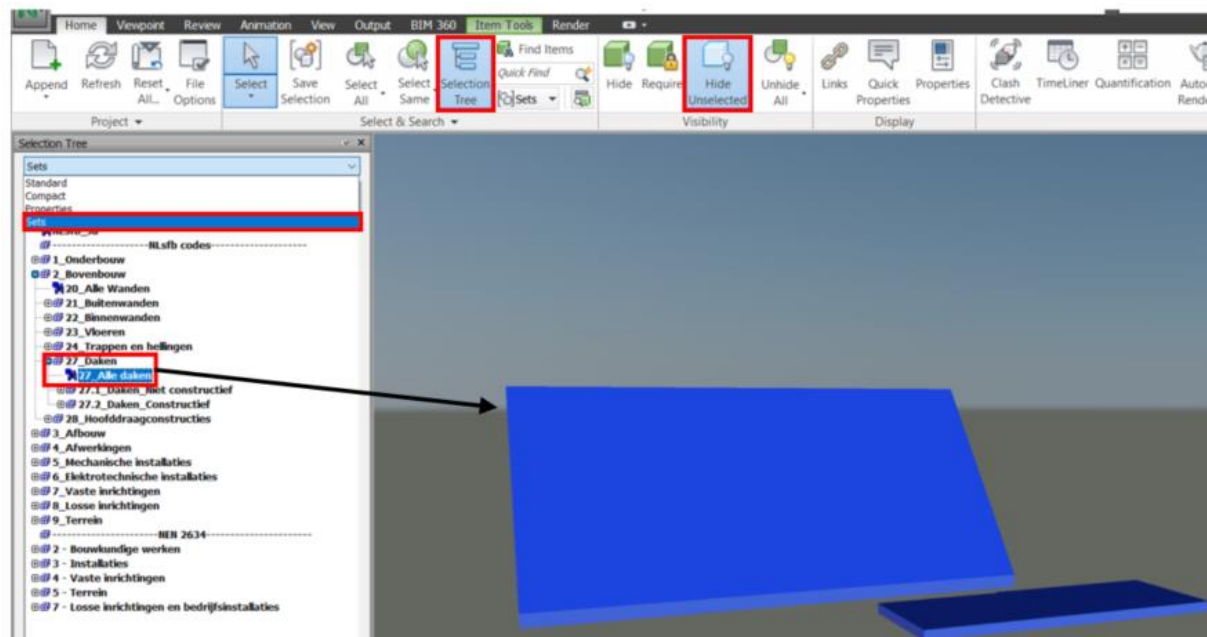 Home Viewpoint Review Animation View Output BIM 360 Item Tools Render
Append Refresh Reset All... File Options Select Save Selection Select All Select Same Selection Tree Find Items Quick Find Sets Hide Require Hide Unselected Unhide All Links Quick Properties Properties Clash Detective TimeLiner Quantification
Project Select & Search Visibility Display
Selection Tree
Sets
Standard
Compact
Properties
Sets
NLsfb codes
1_Onderbouw
2_Bovenbouw
20_Alle Wanden
21_Buitenwanden
22_Binnenwanden
23_Vloeren
24_Trappen en hellingen
27_Daken
27_Alle daken
27.1_Daken_Niet constructief
27.2_Daken_Constructief
28_Hoofddraagconstructies
3_Afbouw
4_Afwerkingen
5_Mechanische installaties
6_Elektrotechnische installaties
7_Vaste inrichtingen
8_Losse inrichtingen
9_Terrein
NEN 2634
2 - Bouwkundige werken
3 - Installaties
4 - Vaste inrichtingen
5 - Terrein
7 - Losse inrichtingen en bedrijfsinstallaties